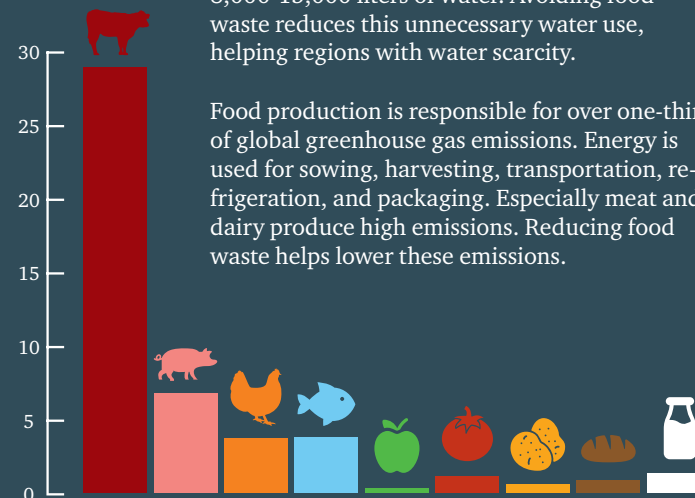 waste reduces this unnecessary water use,
helping regions with water scarcity.
Food production is responsible for over
of global greenhouse gas emissions. Energy is
used for sowing, harvesting, transportation, re-
frigeration, and packaging. Especially meat and
dairy produce high emissions. Reducing food
waste helps lower these emissions.
30
25
20
15
10
5
0